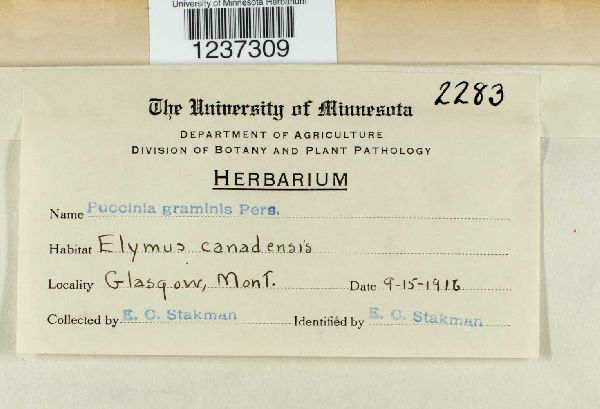 University of Minnesota Herbarium
1237309
2283
The University of Minnesota
DEPARTMENT OF AGRICULTURE
DIVISION OF BOTANY AND PLANT PATHOLOGY
HERBARIUM
Name Puccinia graminis Pers.
Habitat Elymus canadensis
Locality Glasgow, Mont. Date 9-15-1916
Collected by E. C. Stakman Identified by E. C. Stakman